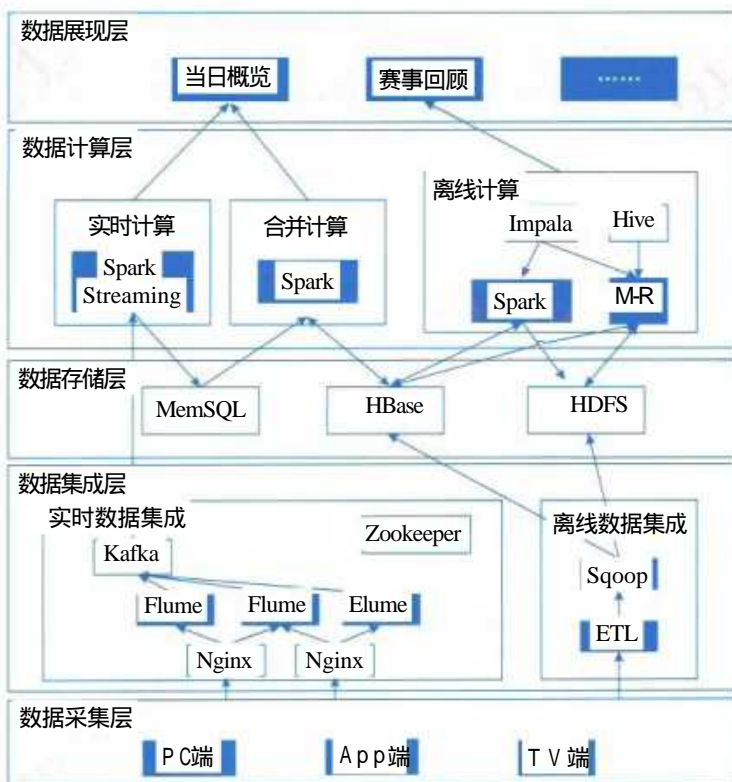 数据展现层
当日概览
赛事回顾
······
数据计算层
离线计算
实时计算
合并计算
Impala
Hive
Spark
Streaming
Spark
Spark
M-R
数据存储层
MemSQL
HBase
HDFS
数据集成层
实时数据集成
离线数据集成
Zookeeper
Kafka
Sqoop
Flume
Flume
Elume
ETL
Nginx
Nginx
数据采集层
PC端
App端
TV端